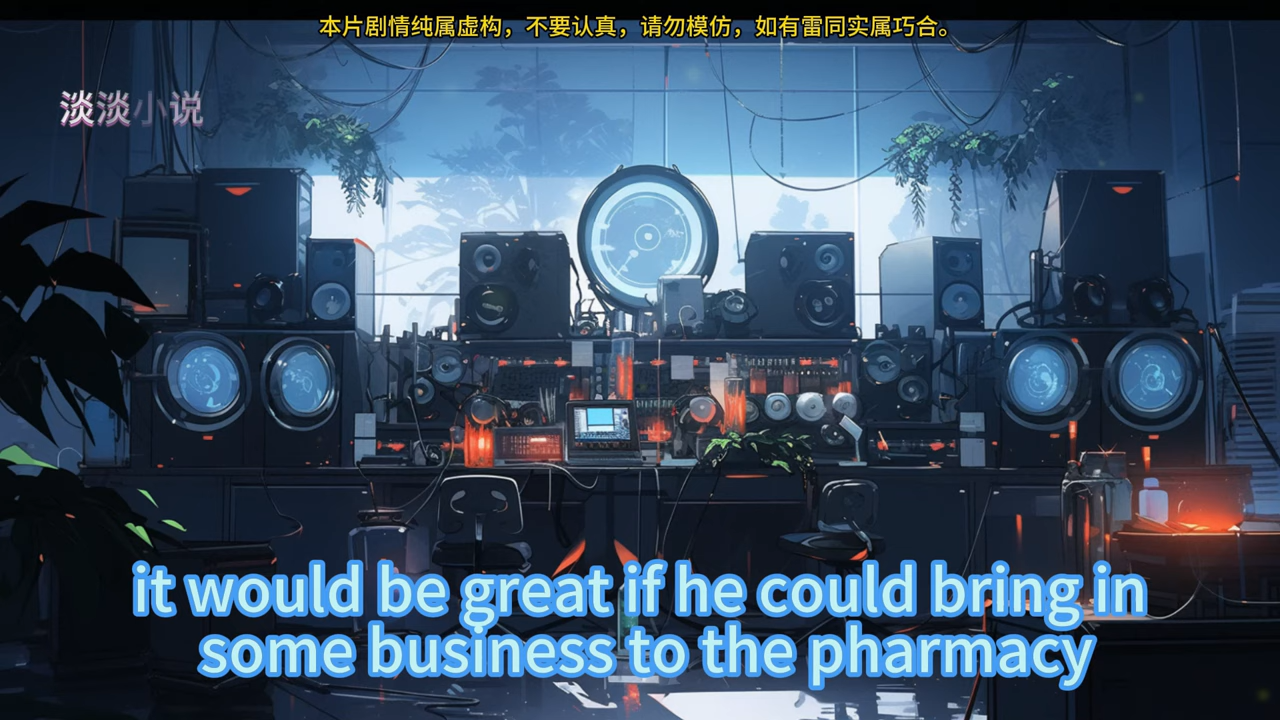 本片剧情纯属虚构，不要认真，请勿模仿，如有雷同实属巧合。
淡淡小说
it would be great if he could bring in
some business to the pharmacy